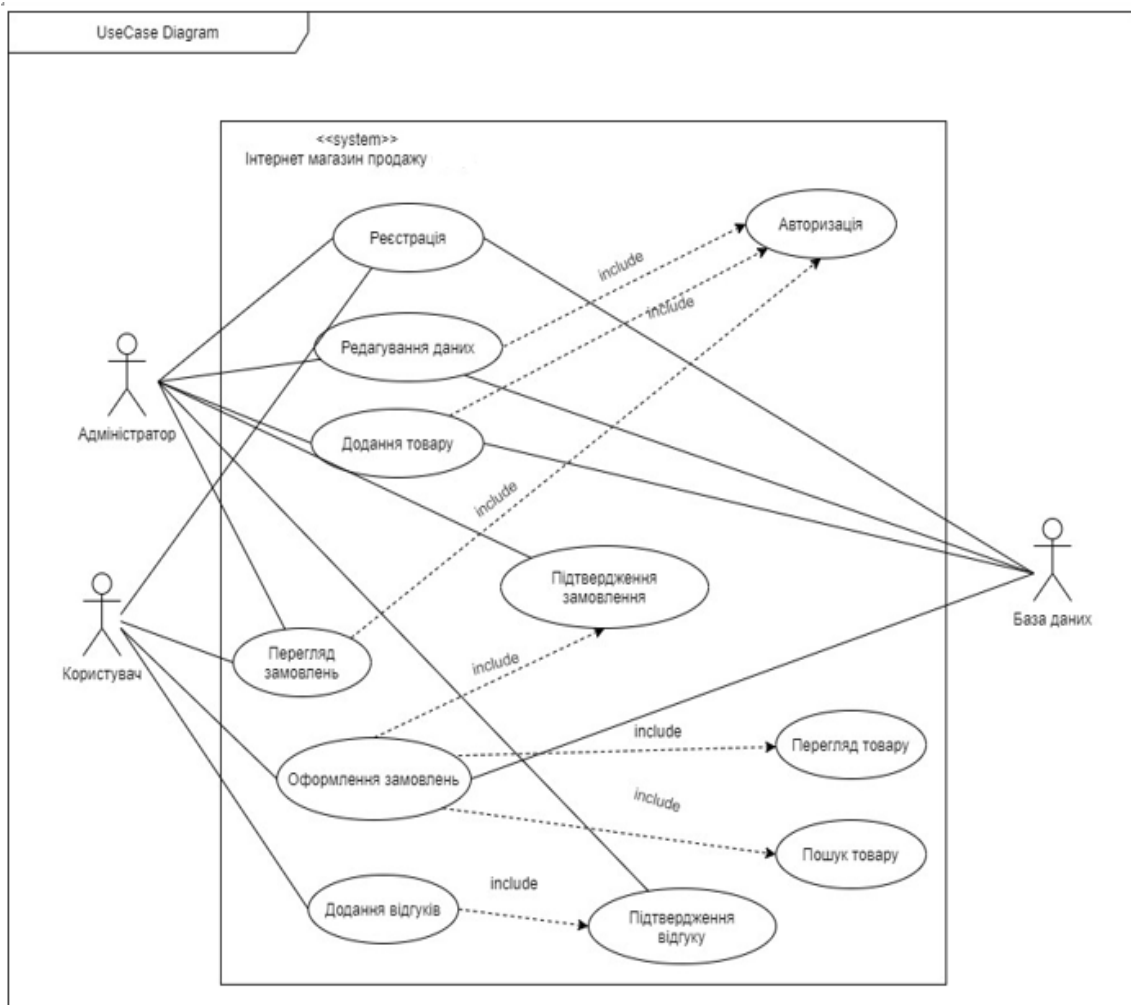 UseCase Diagram
<<system>>
Інтернет магазин продажу
Реєстрація
Авторизація
include
Редагування даних
include
Адміністратор
Додання товару
include
Підтвердження
замовлення
База даних
Перегляд
замовлень
Користувач
include
include
Перегляд товару
Оформлення замовлень
include
Пошук товару
include
Додання відгуків
Підтвердження
відгуку